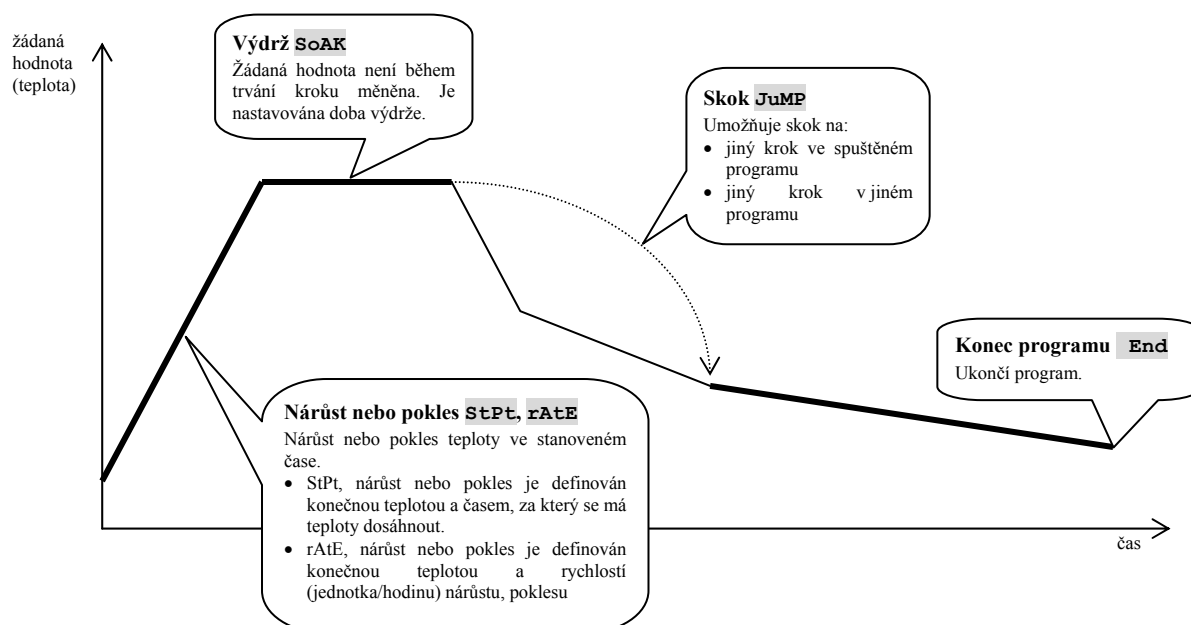 žádaná
hodnota
(teplota)
Výdrž SoAK
Žádaná hodnota není během
trvání kroku měněna. Je
nastavována doba výdrže.
Skok JuMP
Umožňuje skok na:
• jiný krok ve spuštěném
programu
• jiný krok v jiném
programu
Konec programu End
Ukončí program.
Nárůst nebo pokles StPt, rAtE
Nárůst nebo pokles teploty ve stanoveném
čase.
• StPt, nárůst nebo pokles je definován
konečnou teplotou a časem, za který se má
teploty dosáhnout.
• rAtE, nárůst nebo pokles je definován
konečnou teplotou a rychlostí
(jednotka/hodinu) nárůstu, poklesu
čas